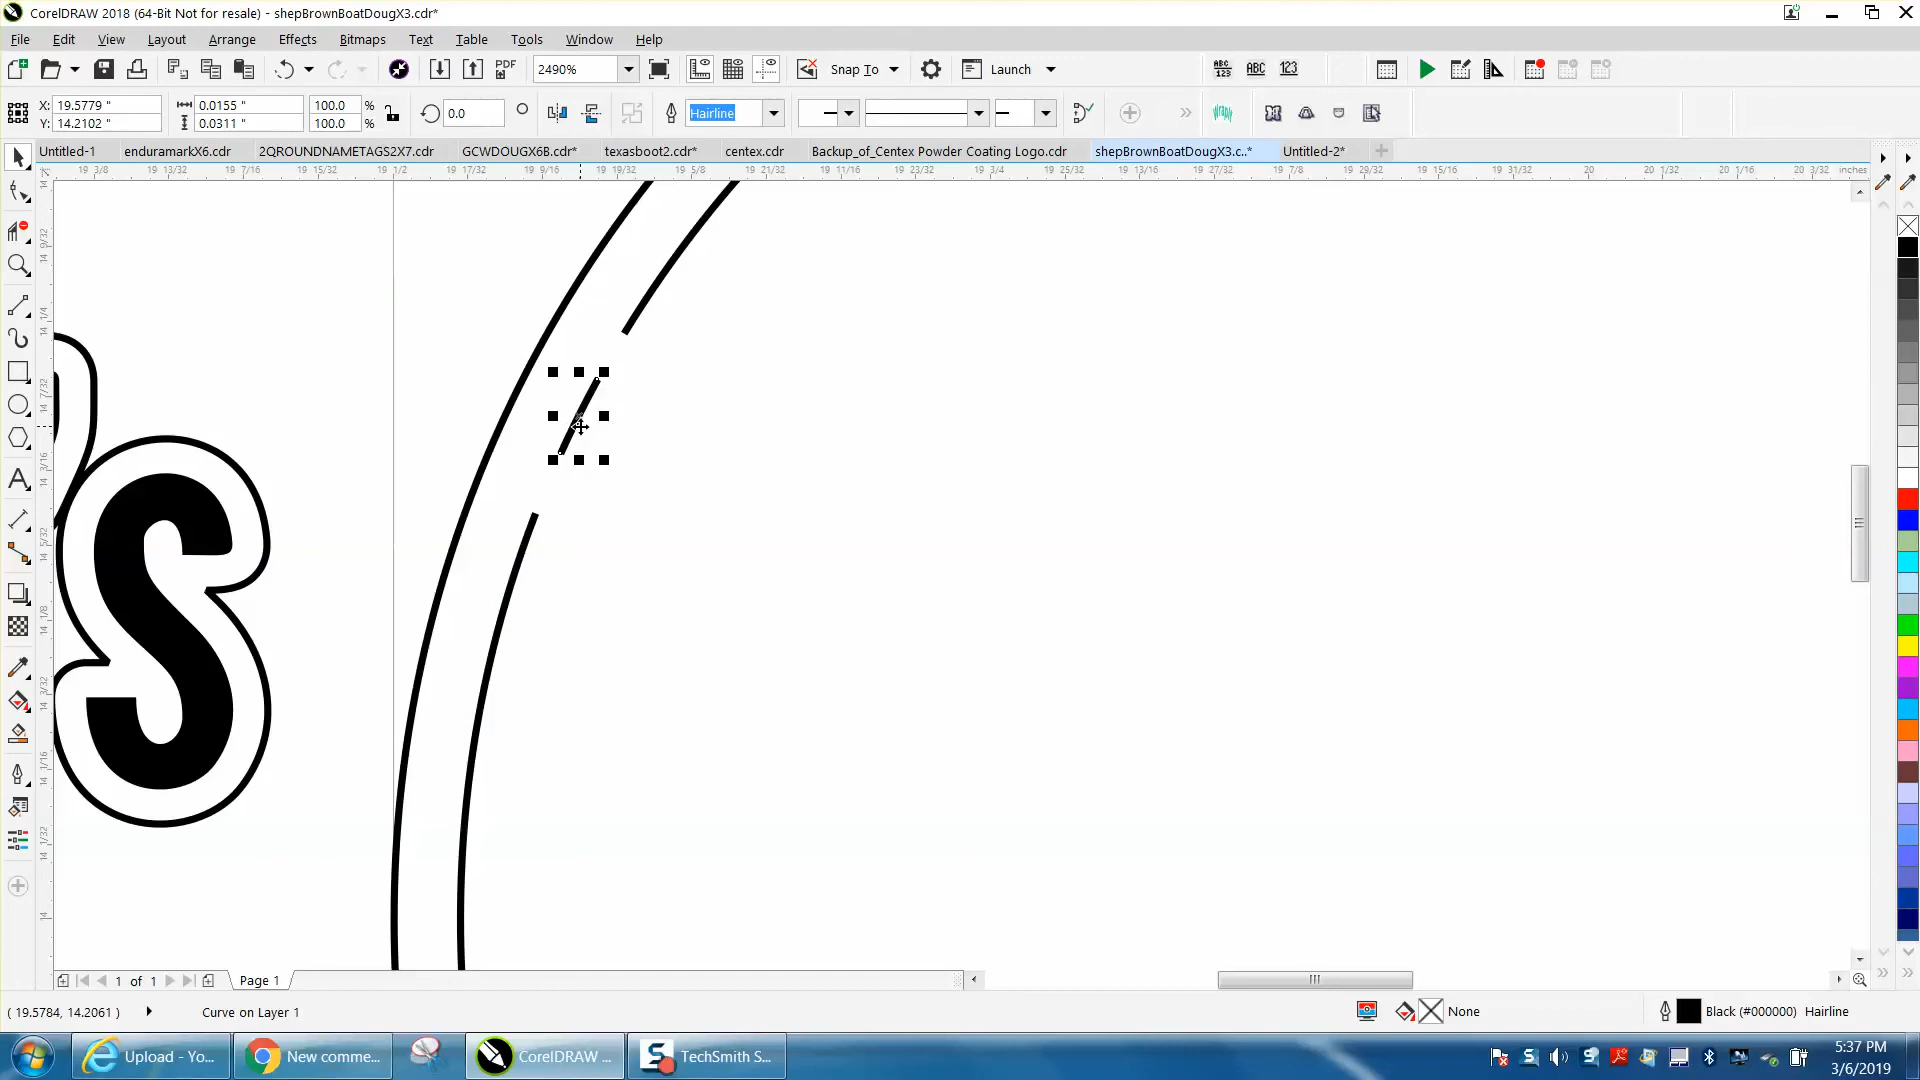 CorelDRAW 2018 (64-Bit Not for resale) - shepBrownBoatDougX3.cdr*
File Edit View Layout Arrange Effects Bitmaps Text Table Tools Window Help
PDF 2490% Snap To Launch ABC 123 ABC 123
X: 19.5779 " 0.0155 " 100.0 % 0.0 Hairline
Y: 14.2102 " 0.0311 " 100.0 %
Untitled-1 enduramarkX6.cdr 2QROUNDNAMETAGS2X7.cdr GCWDOUGX6B.cdr* texasboot2.cdr* centex.cdr Backup_of_Centex Powder Coating Logo.cdr shepBrownBoatDougX3.c..* Untitled-2*
19 3/8 19 13/32 19 7/16 19 15/32 19 1/2 19 17/32 19 9/16 19 19/32 19 5/8 19 21/32 19 11/16 19 23/32 19 3/4 19 25/32 19 13/16 19 27/32 19 7/8 19 29/32 19 15/16 19 31/32 20 20 1/32 20 1/16 20 3/32 inches
14 9/32
14 1/4
14 7/32
14 3/16
14 5/32
14 1/8
14 3/32
14 1/16
14 1/32
14
S
1 of 1 Page 1
( 19.5784, 14.2061 ) Curve on Layer 1 None Black (#000000) Hairline
Upload - Yo... New comme... CorelDRAW ... TechSmith S... 5:37 PM
3/6/2019